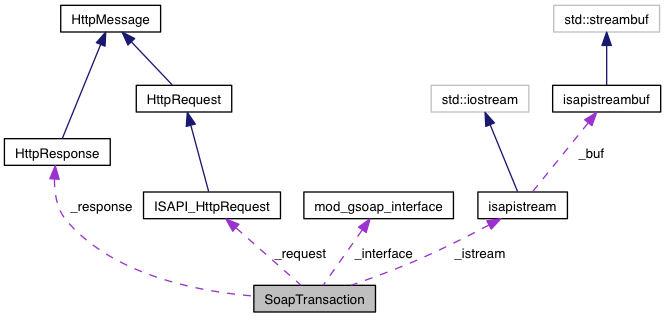 HttpMessage
std::streambuf
HttpRequest
std::iostream
isapistreambuf
HttpResponse
_buf
_response
ISAPI_HttpRequest
mod_gsoap_interface
isapistream
_request
_interface
_istream
SoapTransaction